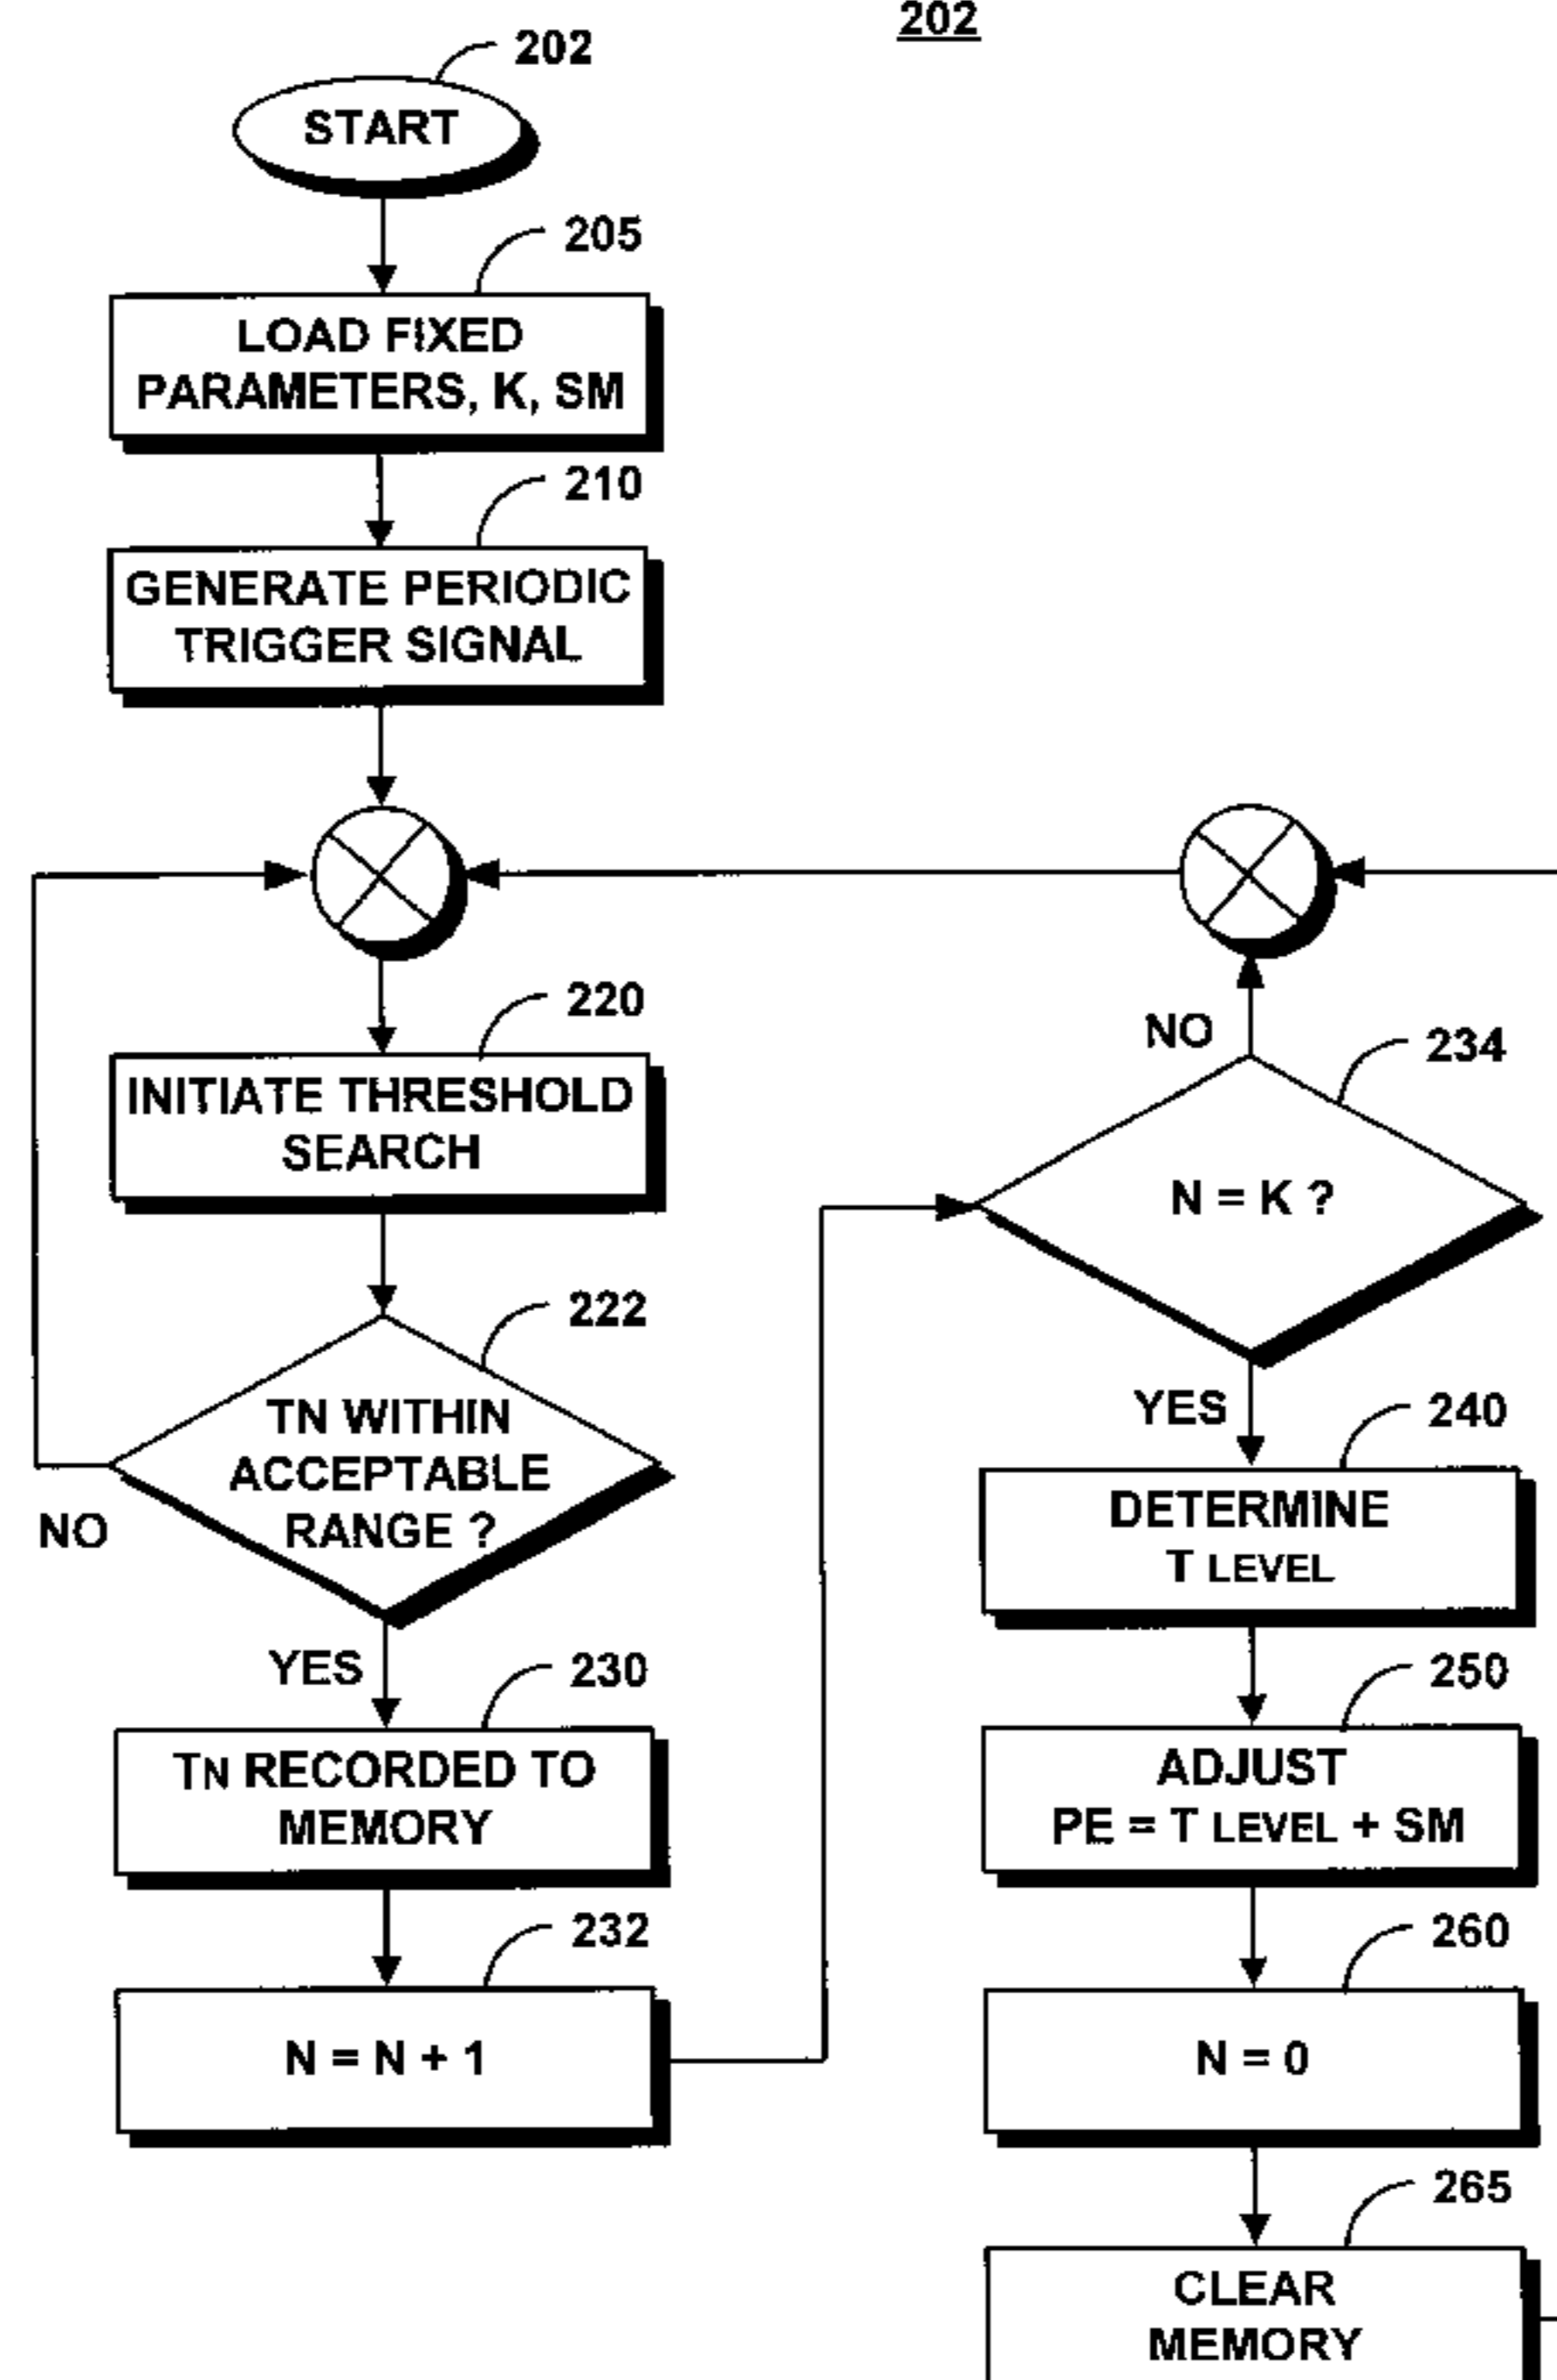 202
202
START
205
LOAD FIXED
PARAMETERS, K, SM
210
GENERATE PERIODIC
TRIGGER SIGNAL
220
INITIATE THRESHOLD
SEARCH
222
TN WITHIN
ACCEPTABLE
RANGE ?
NO
YES
230
TN RECORDED TO
MEMORY
232
N = N + 1
NO
234
N = K ?
YES
240
DETERMINE
T LEVEL
250
ADJUST
PE = T LEVEL + SM
260
N = 0
265
CLEAR
MEMORY